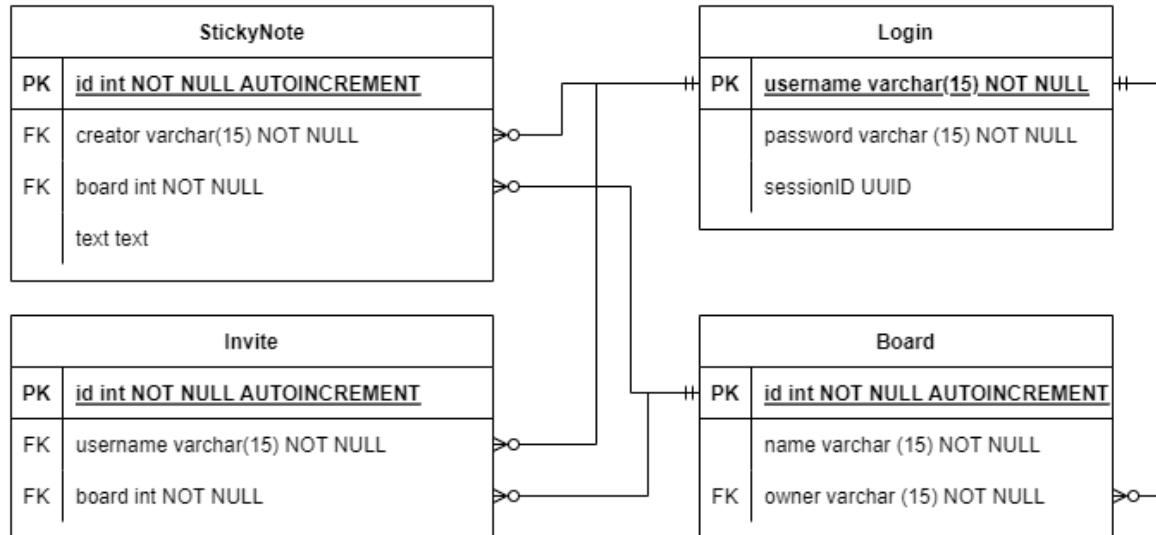 StickyNote
PK id int NOT NULL AUTOINCREMENT
FK creator varchar(15) NOT NULL
FK board int NOT NULL
text text
Login
PK username varchar(15) NOT NULL
password varchar (15) NOT NULL
sessionID UUID
Invite
PK id int NOT NULL AUTOINCREMENT
FK username varchar(15) NOT NULL
FK board int NOT NULL
Board
PK id int NOT NULL AUTOINCREMENT
name varchar (15) NOT NULL
FK owner varchar (15) NOT NULL